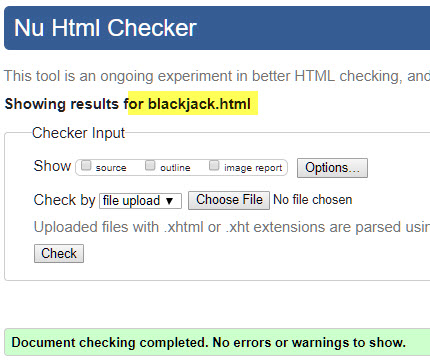 Nu Html Checker
This tool is an ongoing experiment in better HTML checking, and
Showing results for blackjack.html
Checker Input
Show source outline image report Options...
Check by file upload ▼ Choose File No file chosen
Uploaded files with .xhtml or .xht extensions are parsed usin
Check
Document checking completed. No errors or warnings to show.